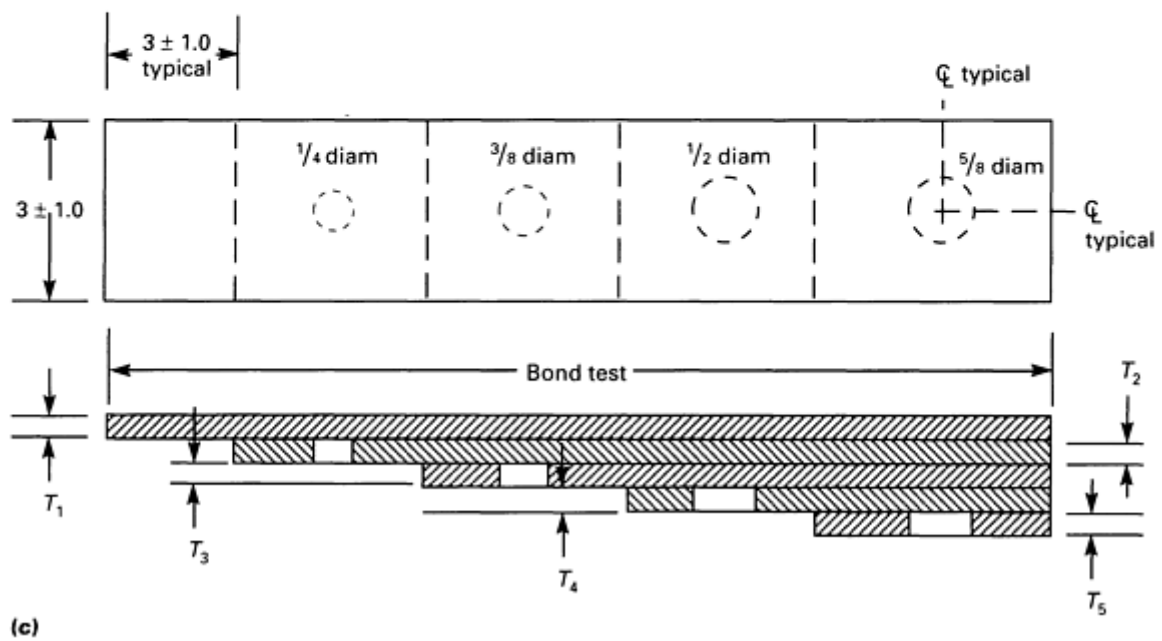 3 ± 1.0
typical
℄ typical
1/4 diam
3/8 diam
1/2 diam
5/8 diam
3 ± 1.0
℄
typical
Bond test
T2
T1
T3
T4
T5
(c)